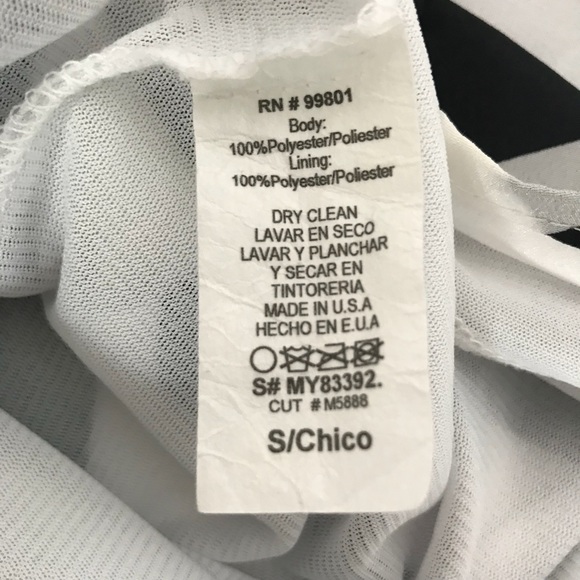 RN # 99801
Body:
100%Polyester/Poliester
Lining:
100%Polyester/Poliester
DRY CLEAN
LAVAR EN SECO
LAVAR Y PLANCHAR
Y SECAR EN
TINTORERIA
MADE IN U.S.A
HECHO EN E.U.A
S# MY83392.
CUT # M5888
S/Chico